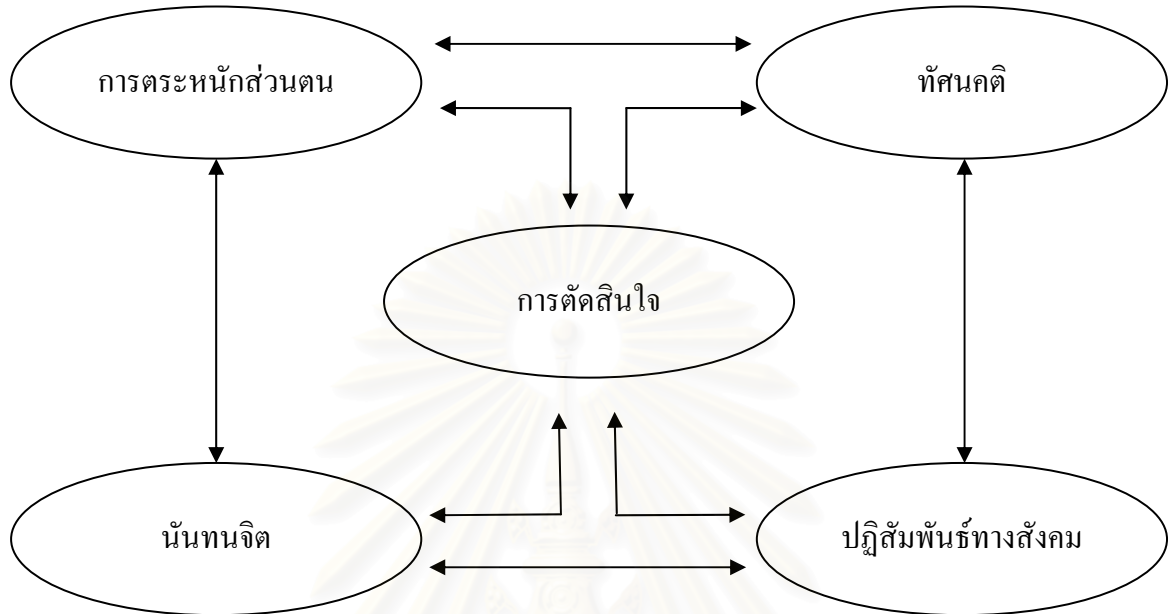 การตระหนักส่วนตน
ทัศนคติ
การตัดสินใจ
นันทนจิต
ปฏิสัมพันธ์ทางสังคม